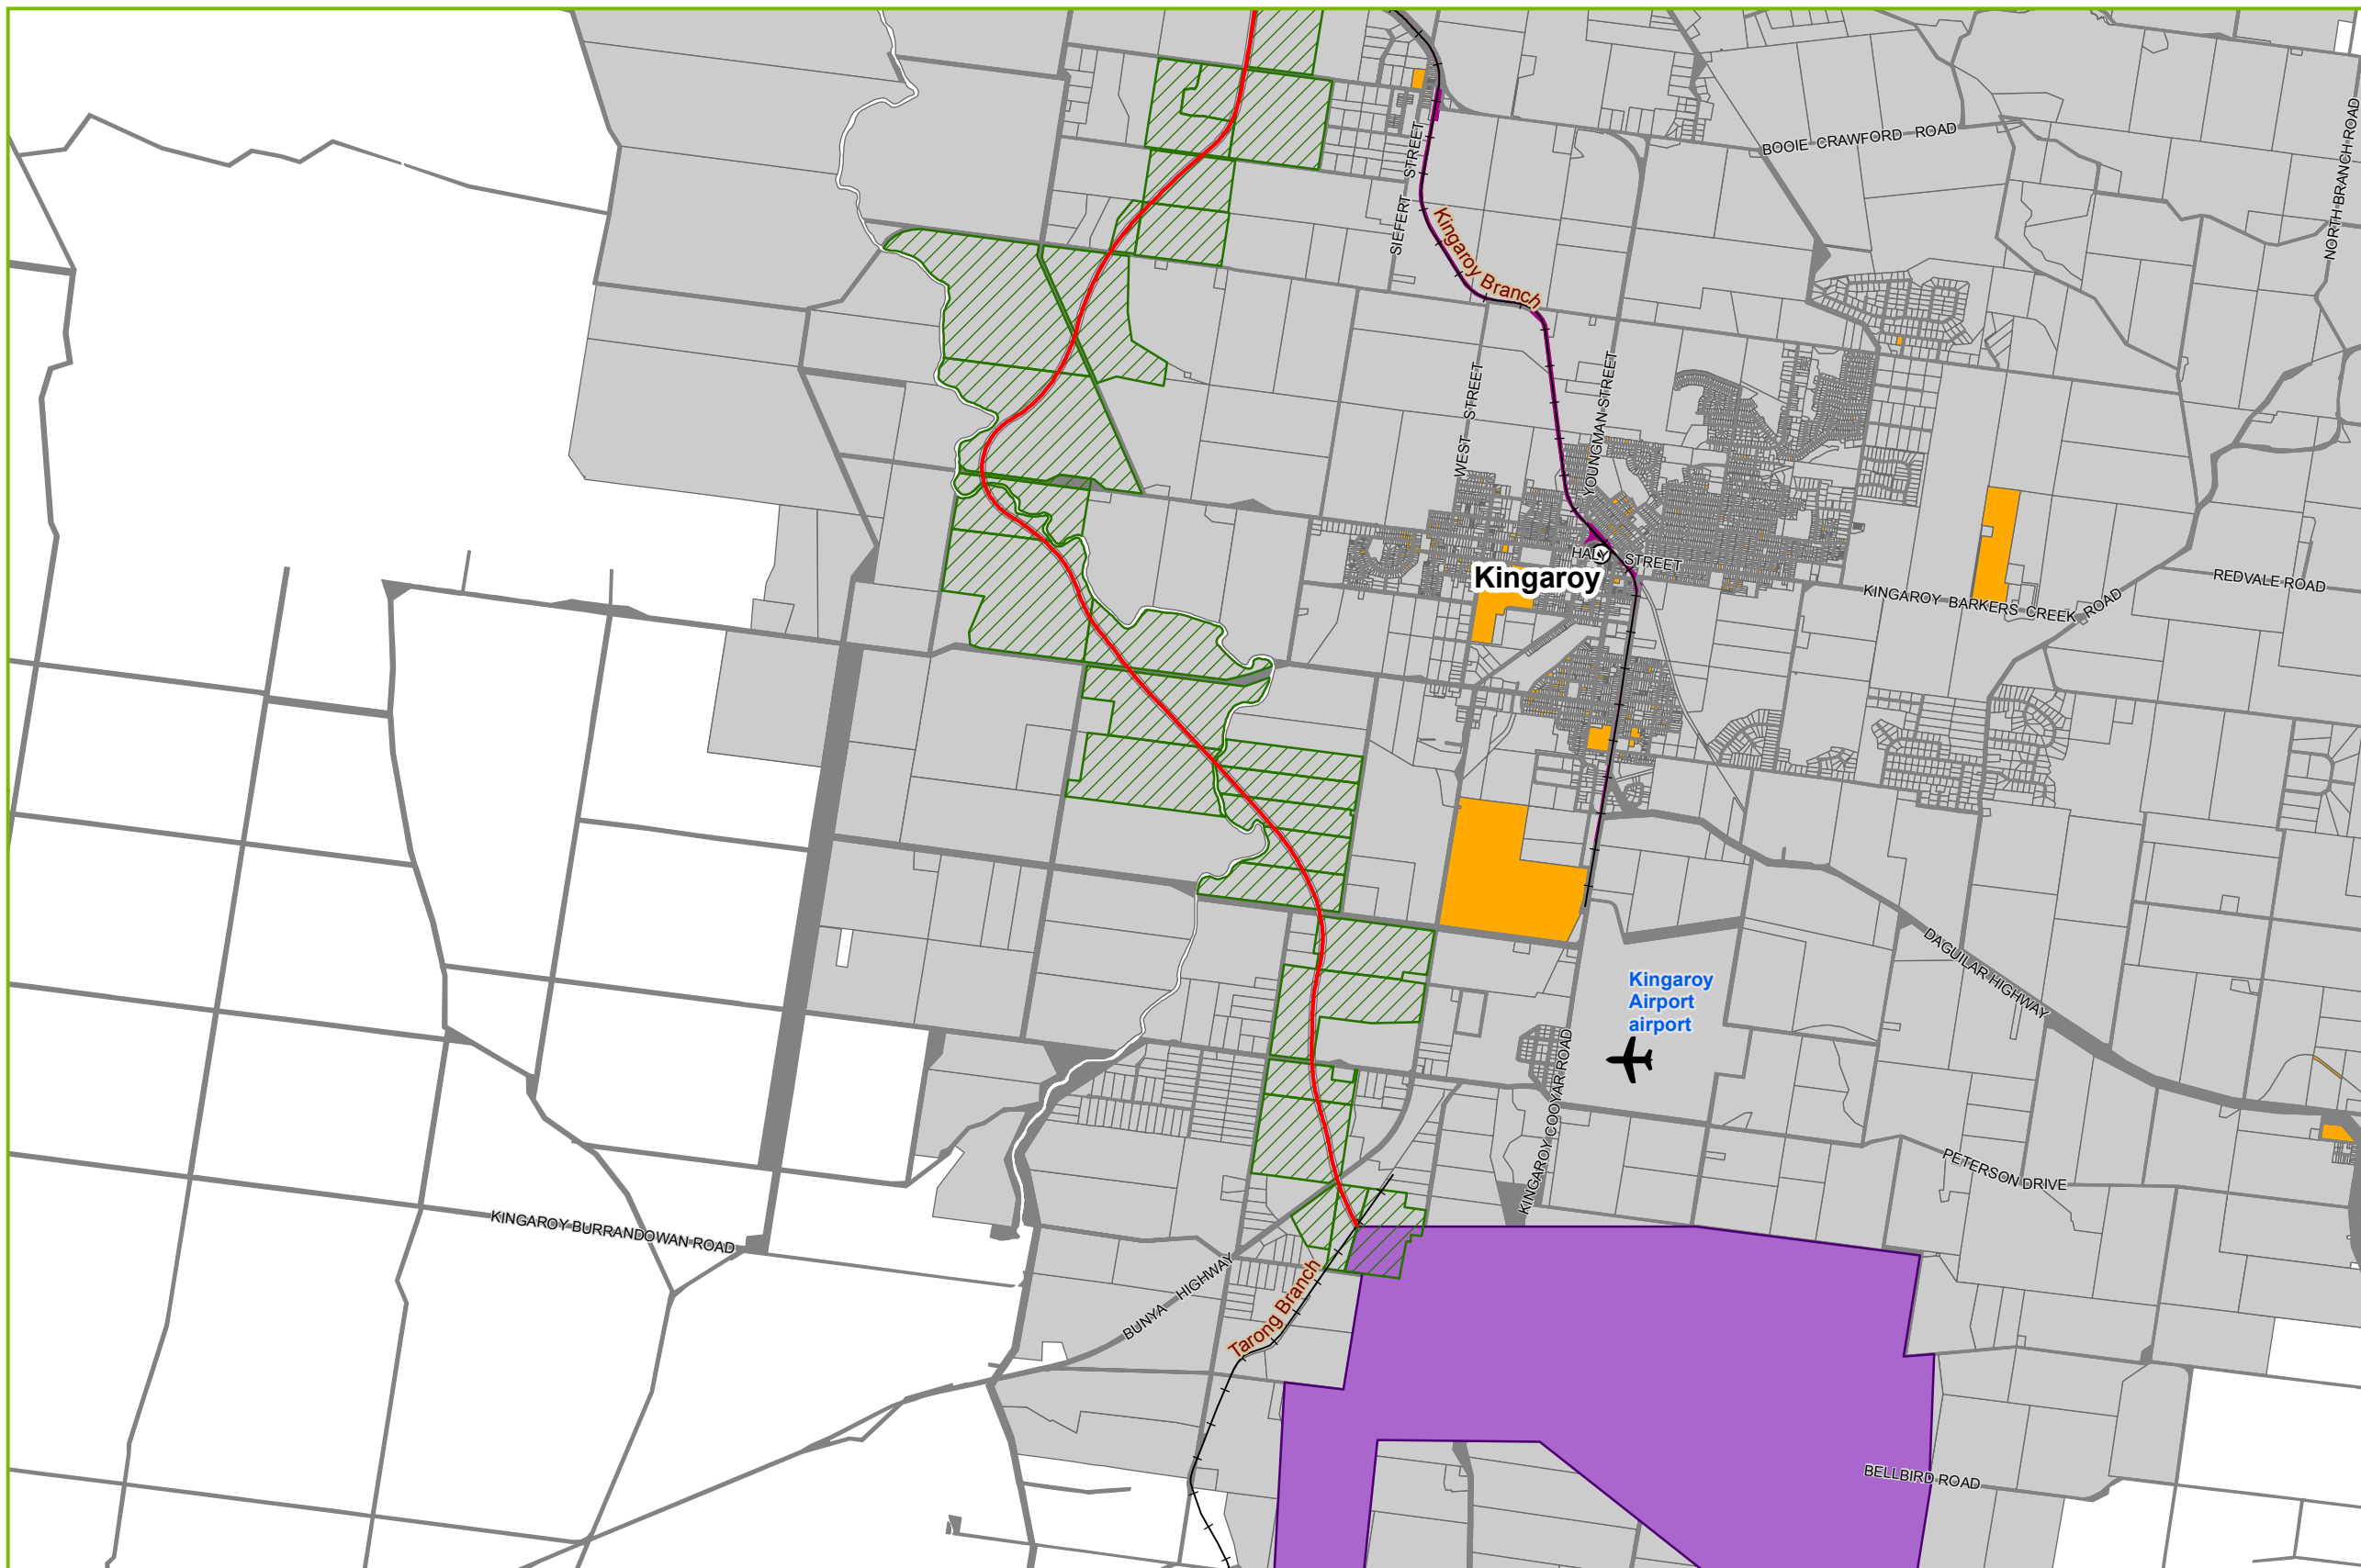 BOOIE CRAWFORD ROAD
NORTH BRANCH ROAD
SIEFERT STREET
Kingaroy Branch
WEST STREET
YOUNGMAN STREET
HALY STREET
Kingaroy
KINGAROY BARKERS CREEK ROAD
REDVALE ROAD
DAGUILAR HIGHWAY
Kingaroy
Airport
airport
KINGAROY COOYAR ROAD
PETERSON DRIVE
KINGAROY BURRANDOWAN ROAD
BUNYA HIGHWAY
Tarong Branch
BELLBIRD ROAD